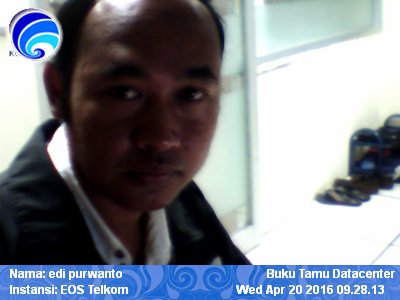 Nama: edi purwanto
Buku Tamu Datacenter
Instansi: EOS Telkom
Wed Apr 20 2016 09.28.13